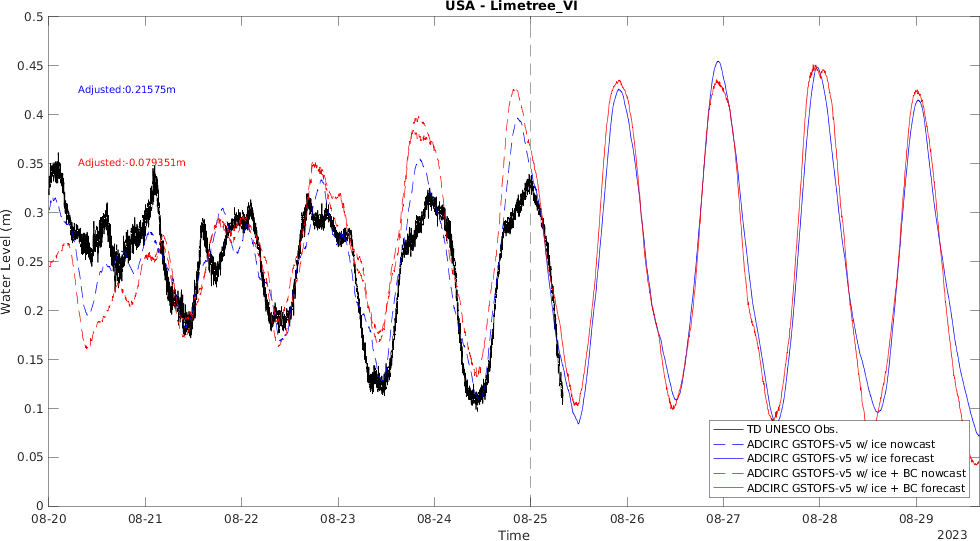 USA - Limetree_VI
0.5
0.45
0.4
0.35
0.3
0.25
0.2
0.15
0.1
0.05
0
Water Level (m)
Adjusted:0.21575m
Adjusted:-0.079351m
TD UNESCO Obs.
ADCIRC GSTOFS-v5 w/ ice nowcast
ADCIRC GSTOFS-v5 w/ ice forecast
ADCIRC GSTOFS-v5 w/ ice + BC nowcast
ADCIRC GSTOFS-v5 w/ ice + BC forecast
08-20 08-21 08-22 08-23 08-24 08-25 08-26 08-27 08-28 08-29
Time
2023